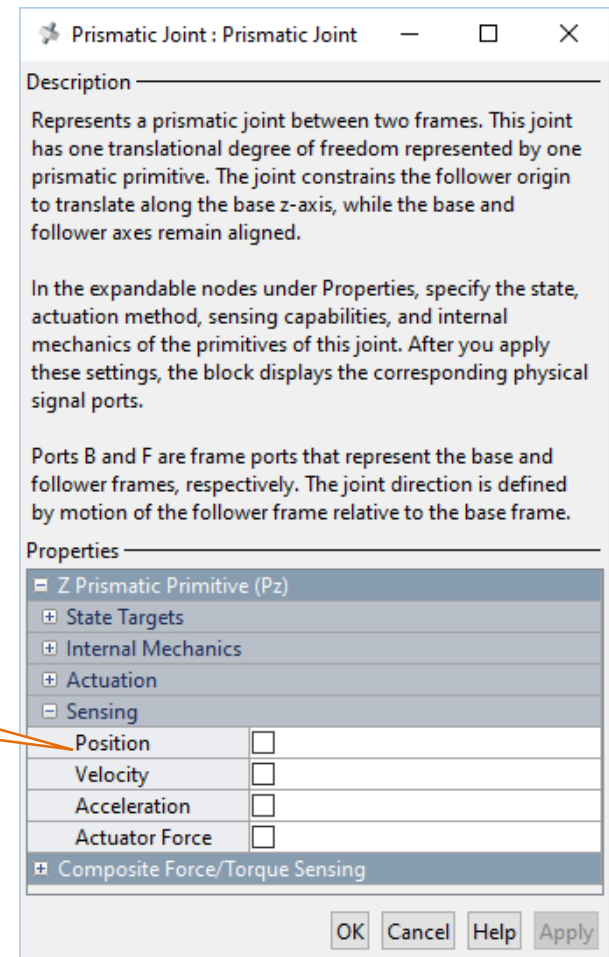 Prismatic Joint : Prismatic Joint
Description
Represents a prismatic joint between two frames. This joint
has one translational degree of freedom represented by one
prismatic primitive. The joint constrains the follower origin
to translate along the base z-axis, while the base and
follower axes remain aligned.
In the expandable nodes under Properties, specify the state,
actuation method, sensing capabilities, and internal
mechanics of the primitives of this joint. After you apply
these settings, the block displays the corresponding physical
signal ports.
Ports B and F are frame ports that represent the base and
follower frames, respectively. The joint direction is defined
by motion of the follower frame relative to the base frame.
Properties
Z Prismatic Primitive (Pz)
State Targets
Internal Mechanics
Actuation
Sensing
Position
Velocity
Acceleration
Actuator Force
Composite Force/Torque Sensing
OK Cancel Help Apply